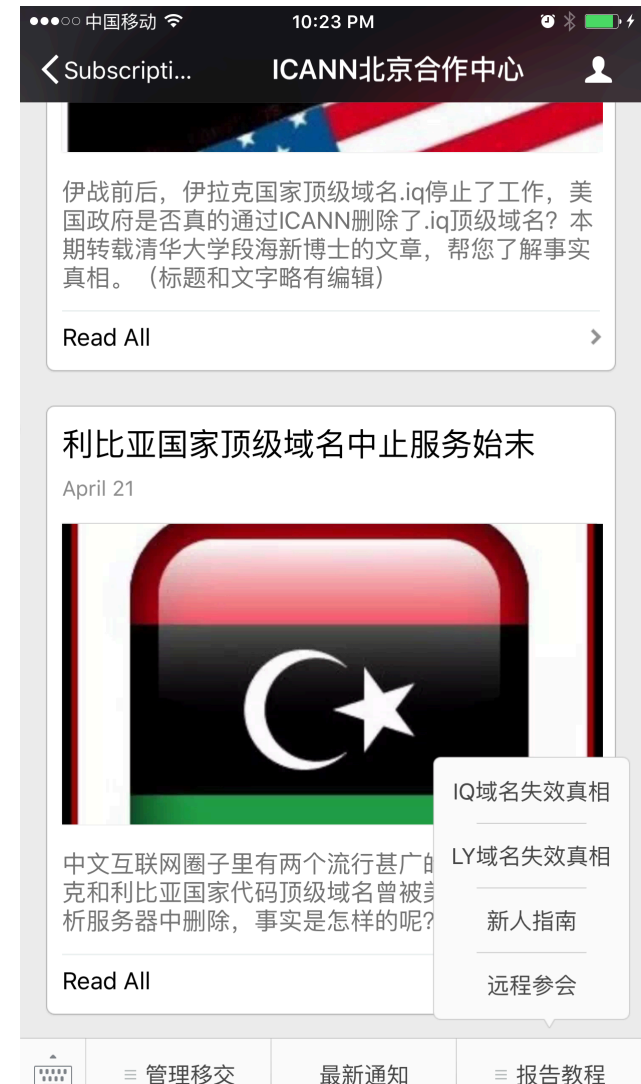 中国移动 10:23 PM
Subscripti... ICANN北京合作中心
伊战前后，伊拉克国家顶级域名.iq停止了工作，美
国政府是否真的通过ICANN删除了.iq顶级域名？本
期转载清华大学段海新博士的文章，帮您了解事实
真相。（标题和文字略有编辑）
Read All
利比亚国家顶级域名中止服务始末
April 21
中文互联网圈子里有两个流行甚广的
克和利比亚国家代码顶级域名曾被美
析服务器中删除，事实是怎样的呢?
Read All
IQ域名失效真相
LY域名失效真相
新人指南
远程参会
管理移交 最新通知 报告教程